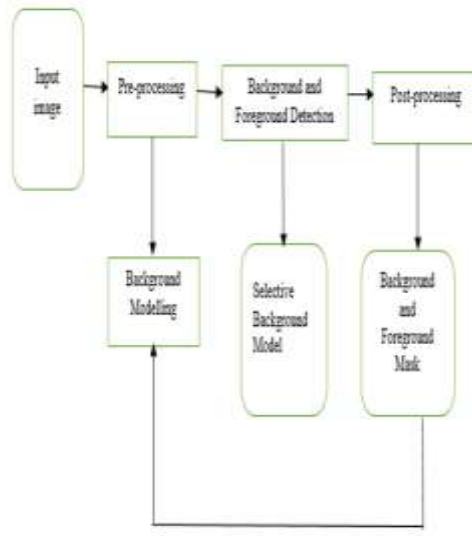 Input
image
Pre-processing
Background and
Foreground Detection
Post-processing
Background
Modelling
Selective
Background
Model
Background
and
Foreground
Mask